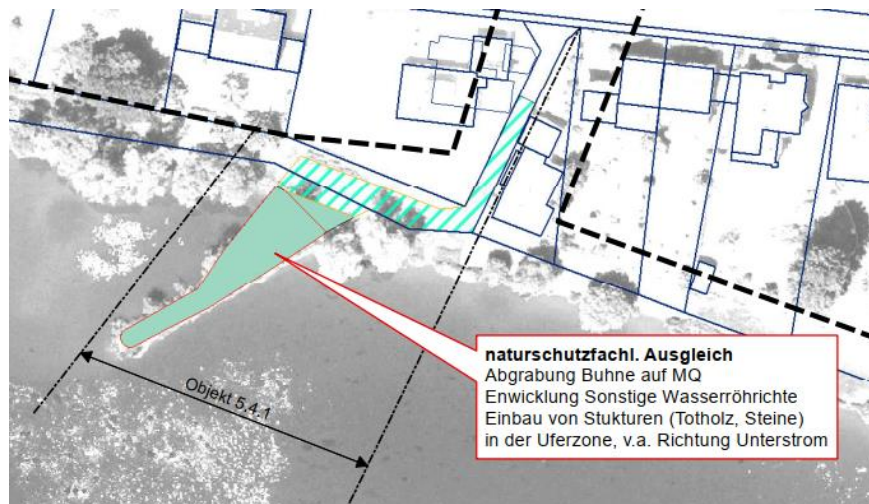 naturschutzfachl. Ausgleich
Abgrabung Buhne auf MQ
Enwicklung Sonstige Wasserröhrichte
Einbau von Stukturen (Totholz, Steine)
in der Uferzone, v.a. Richtung Unterstrom
Objekt 5.4.1